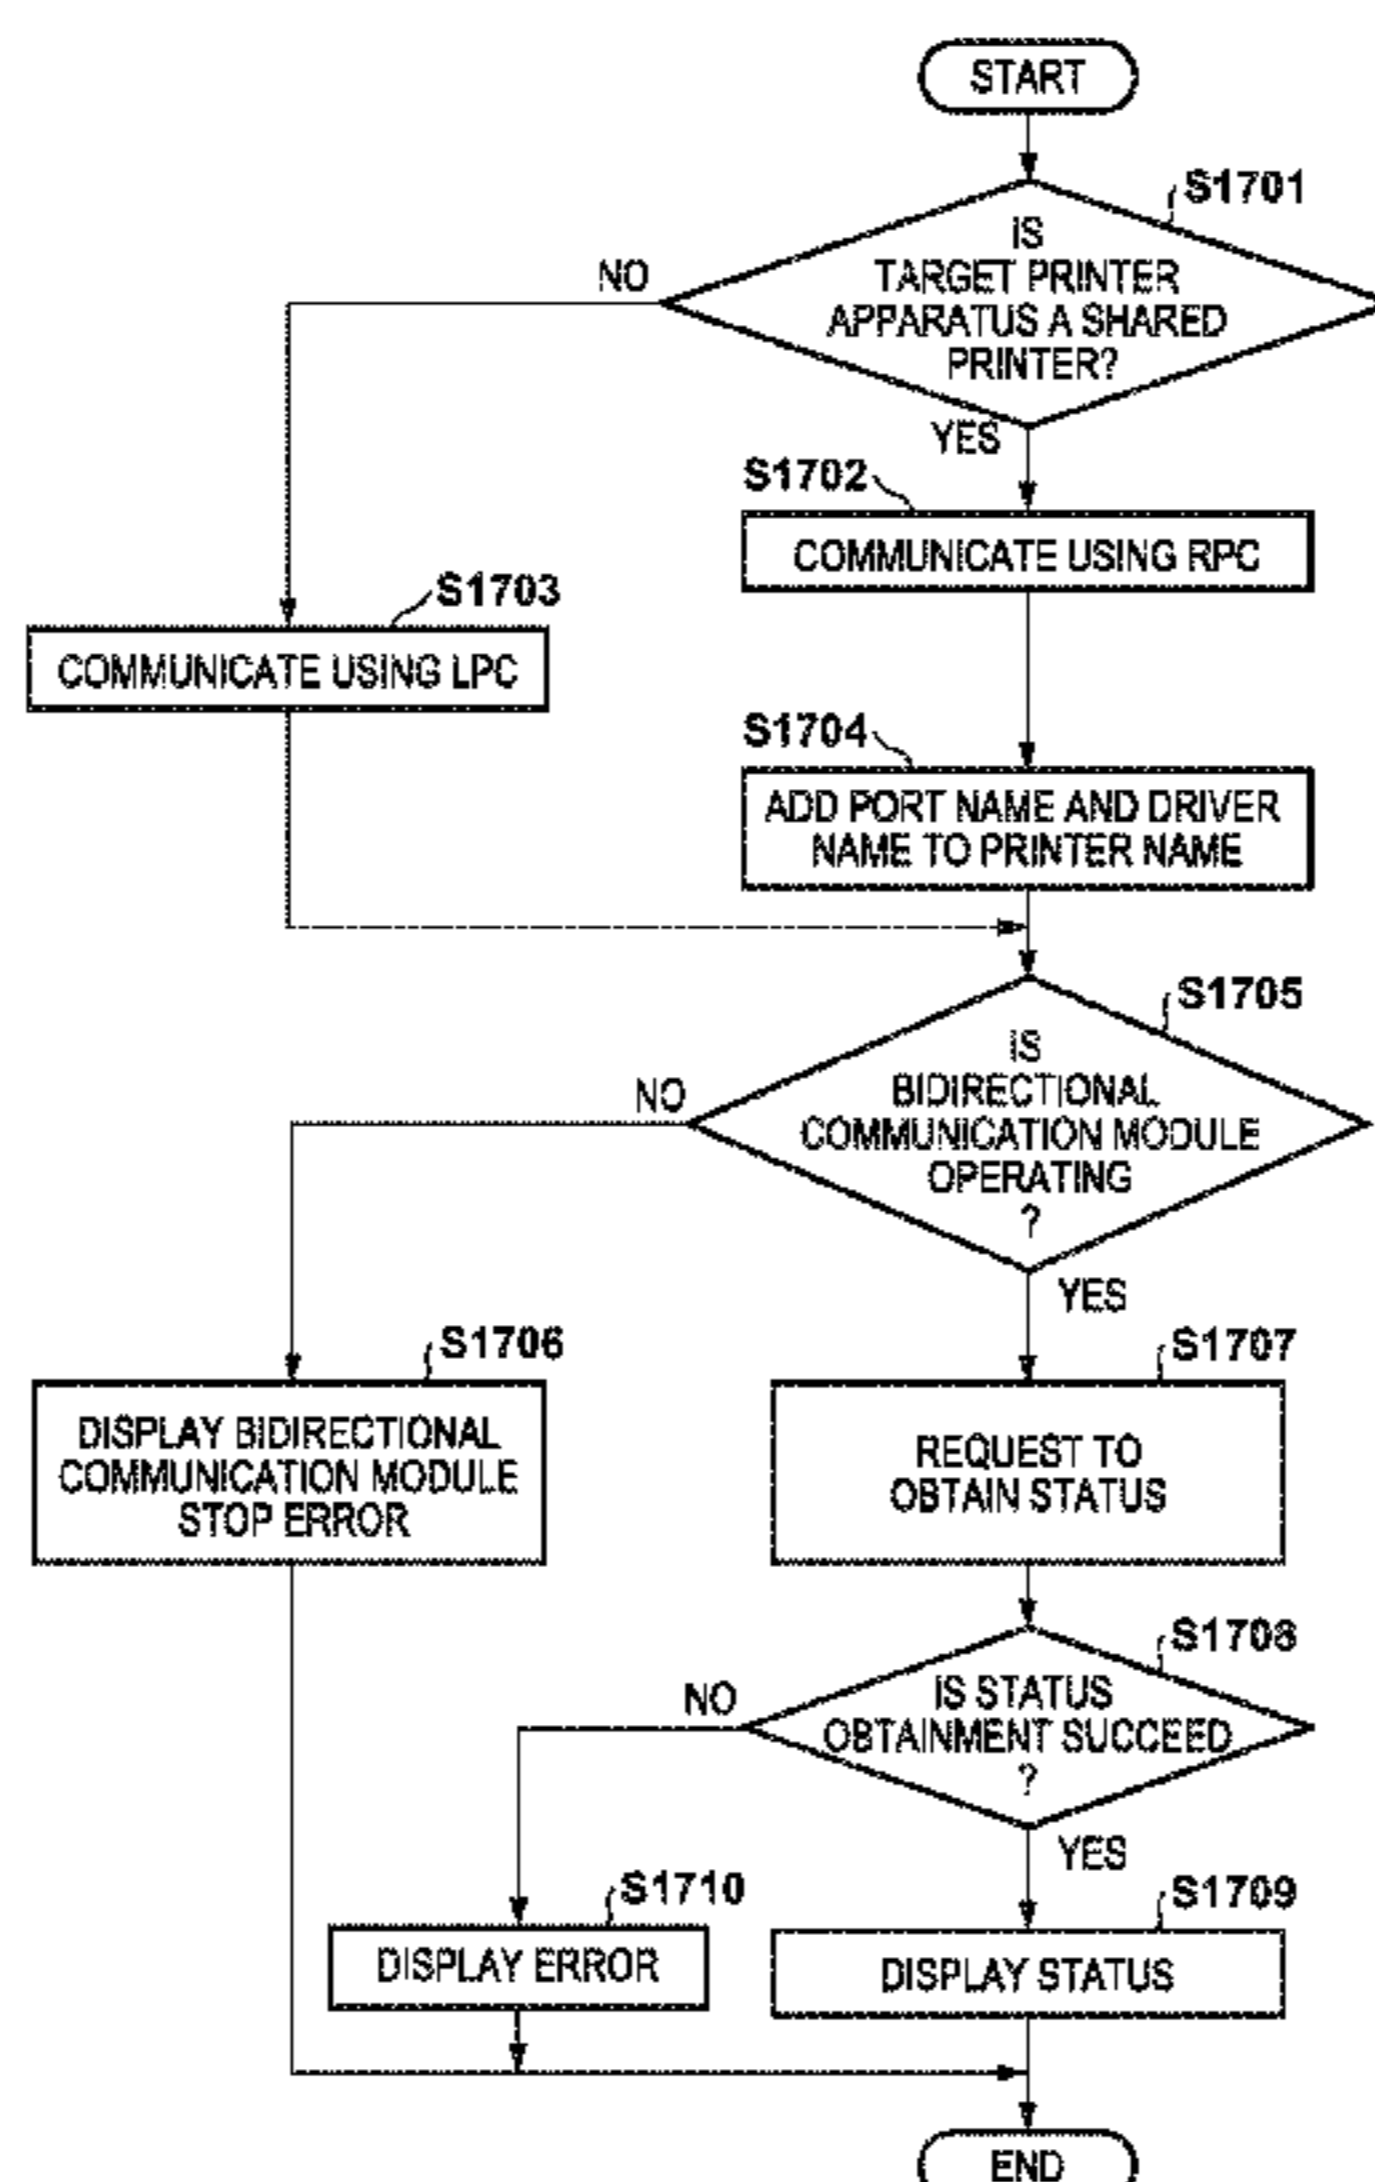 START
S1701
IS
TARGET PRINTER
APPARATUS A SHARED
PRINTER?
NO
YES
S1702
COMMUNICATE USING RPC
S1703
COMMUNICATE USING LPC
S1704
ADD PORT NAME AND DRIVER
NAME TO PRINTER NAME
S1705
IS
BIDIRECTIONAL
COMMUNICATION MODULE
OPERATING
?
NO
YES
S1706
DISPLAY BIDIRECTIONAL
COMMUNICATION MODULE
STOP ERROR
S1707
REQUEST TO
OBTAIN STATUS
S1708
IS STATUS
OBTAINMENT SUCCEED
?
NO
YES
S1710
DISPLAY ERROR
S1709
DISPLAY STATUS
END